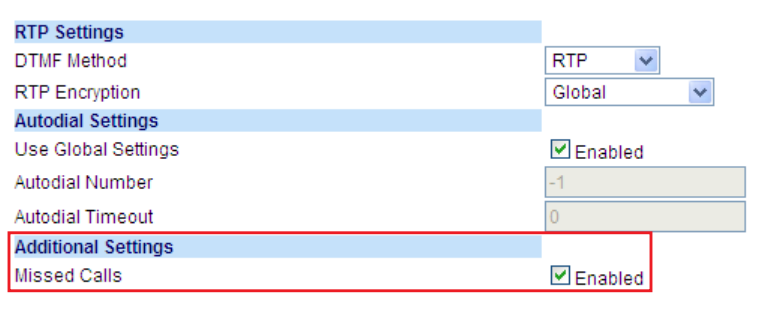 RTP Settings
DTMF Method RTP
RTP Encryption Global
Autodial Settings
Use Global Settings Enabled
Autodial Number -1
Autodial Timeout 0
Additional Settings
Missed Calls Enabled